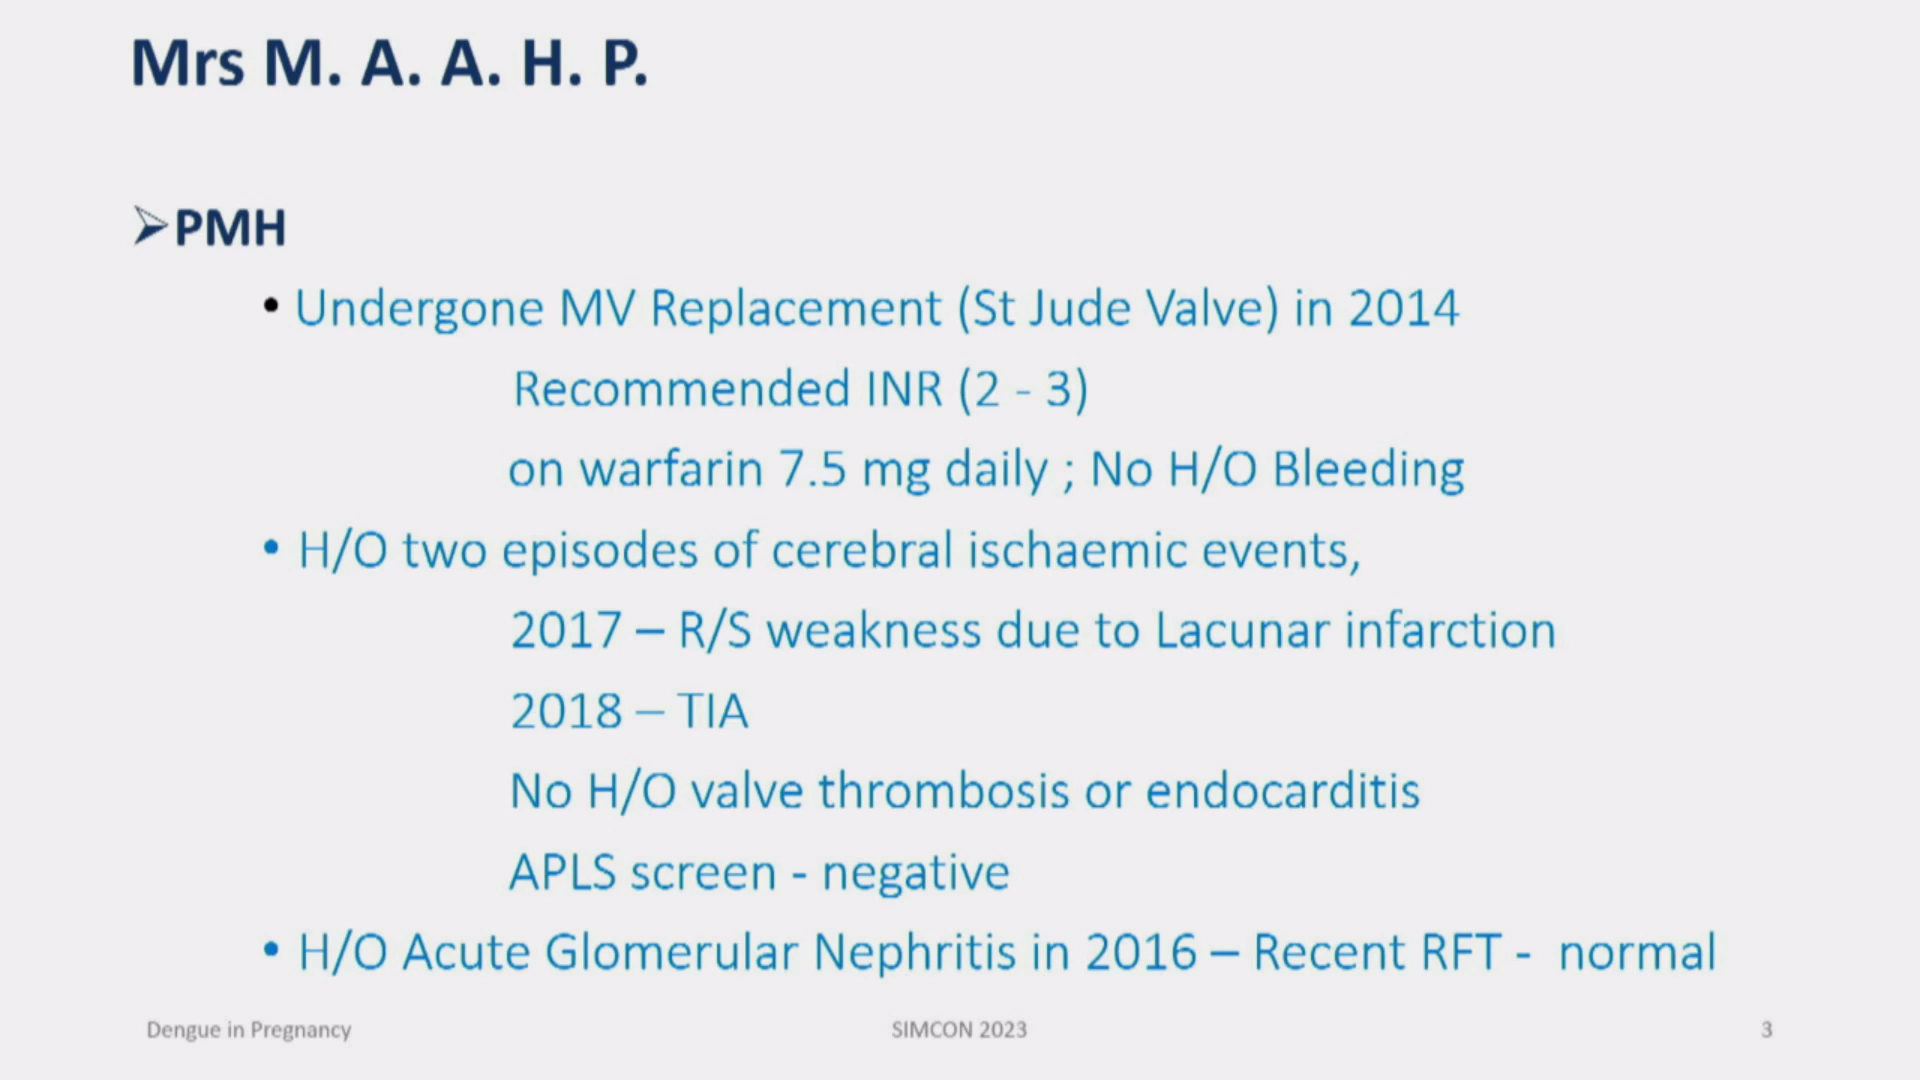 Mrs M. A. A. H. P.
➢PMH
• Undergone MV Replacement (St Jude Valve) in 2014
Recommended INR (2 - 3)
on warfarin 7.5 mg daily ; No H/O Bleeding
• H/O two episodes of cerebral ischaemic events,
2017 – R/S weakness due to Lacunar infarction
2018 – TIA
No H/O valve thrombosis or endocarditis
APLS screen - negative
• H/O Acute Glomerular Nephritis in 2016 – Recent RFT - normal
Dengue in Pregnancy
SIMCON 2023
3